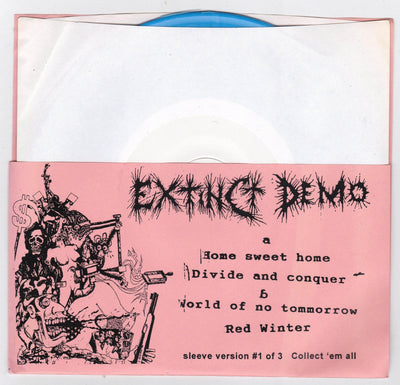 EXTINCT DEMO
a
Home sweet home
Divide and conquer
b
World of no tommorrow
Red Winter
sleeve version #1 of 3 Collect 'em all
$